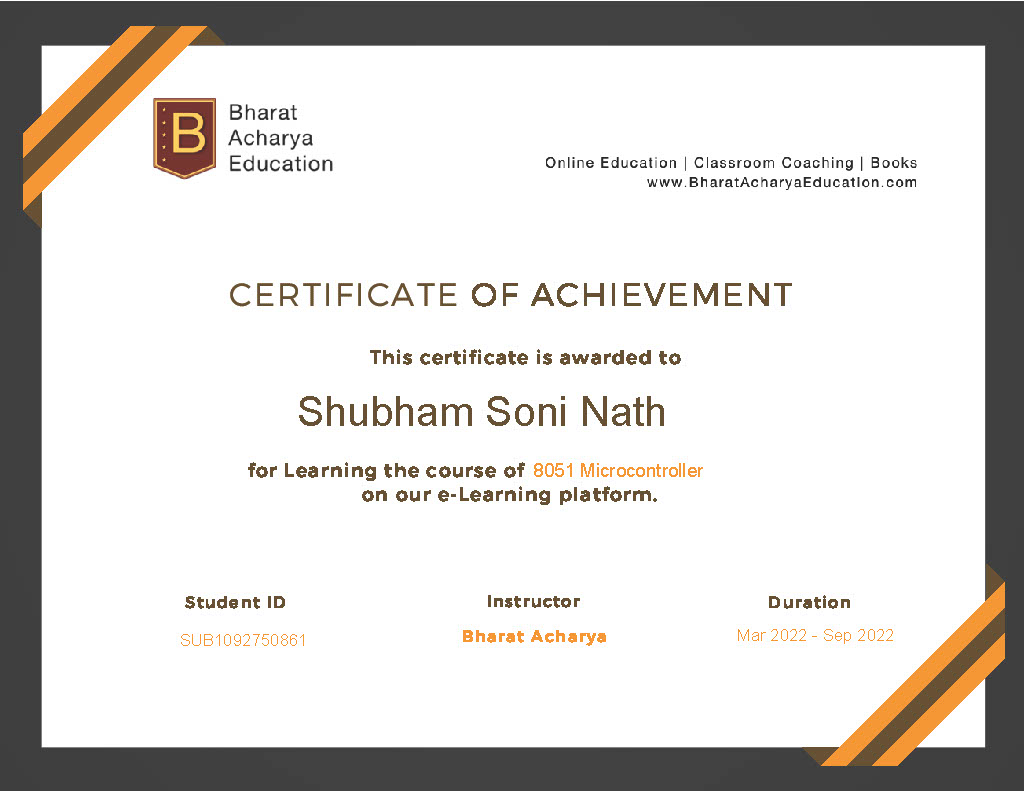 B
Bharat
Acharya
Education
Online Education | Classroom Coaching | Books
www.BharatAcharyaEducation.com
CERTIFICATE OF ACHIEVEMENT
This certificate is awarded to
Shubham Soni Nath
for Learning the course of 8051 Microcontroller
on our e-Learning platform.
Student ID
SUB1092750861
Instructor
Bharat Acharya
Duration
Mar 2022 - Sep 2022